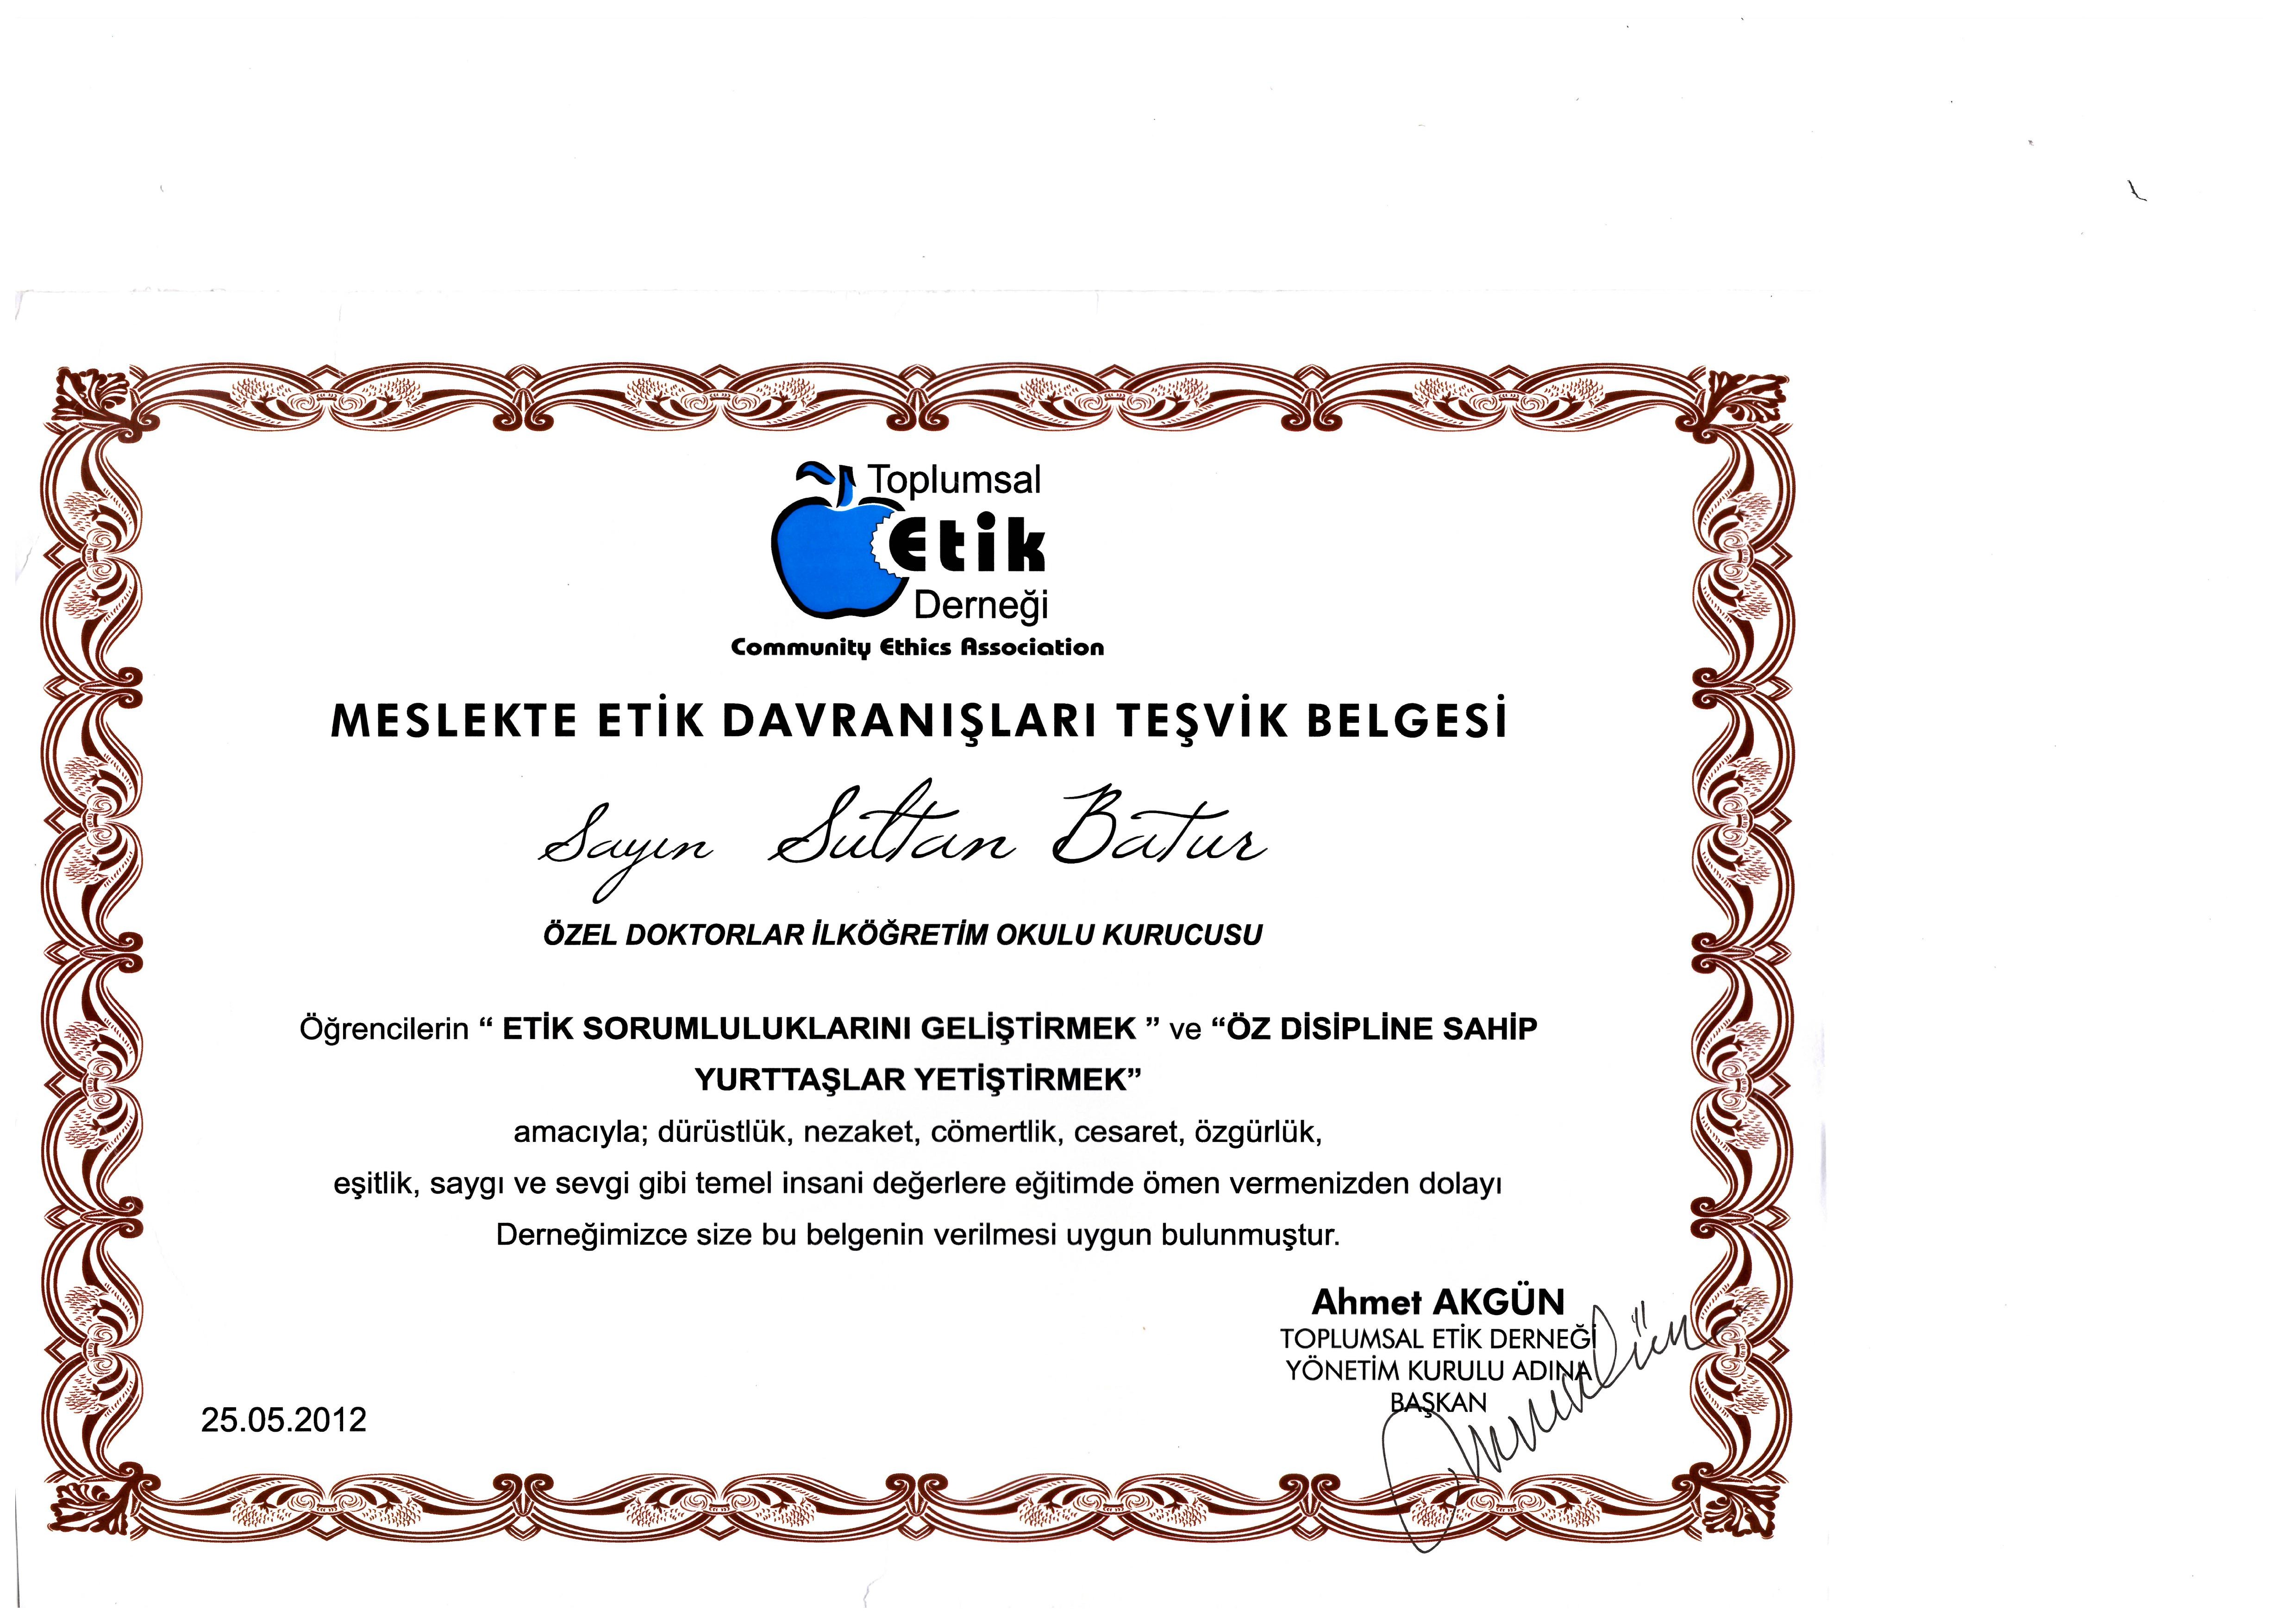 Toplumsal
Etik
Derneği
Community Ethics Association
MESLEKTE ETİK DAVRANIŞLARI TEŞVİK BELGESİ
Sayın Sultan Batur
ÖZEL DOKTORLAR İLKÖĞRETİM OKULU KURUCUSU
Öğrencilerin “ ETİK SORUMLULUKLARINI GELİŞTİRMEK ” ve “ÖZ DİSİPLİNE SAHİP
YURTTAŞLAR YETİŞTİRMEK”
amacıyla; dürüstlük, nezaket, cömertlik, cesaret, özgürlük,
eşitlik, saygı ve sevgi gibi temel insani değerlere eğitimde ömen vermenizden dolayı
Derneğimizce size bu belgenin verilmesi uygun bulunmuştur.
Ahmet AKGÜN
TOPLUMSAL ETİK DERNEĞİ
YÖNETİM KURULU ADINA
BAŞKAN
25.05.2012